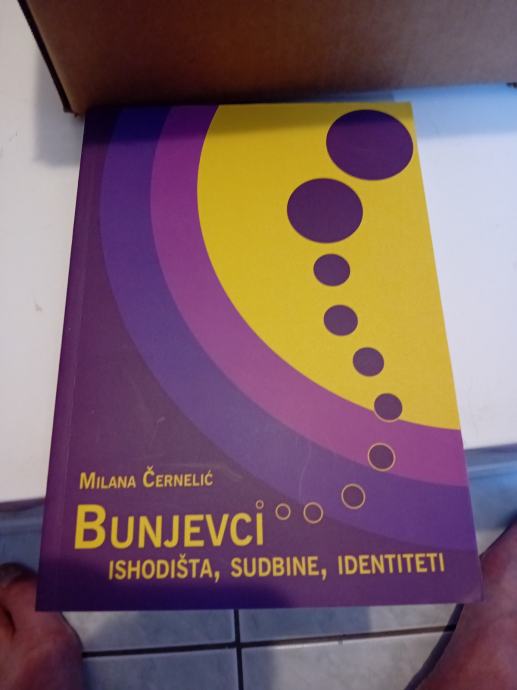 Milana Černelić
Bunjevci
ishodišta, sudbine, identiteti